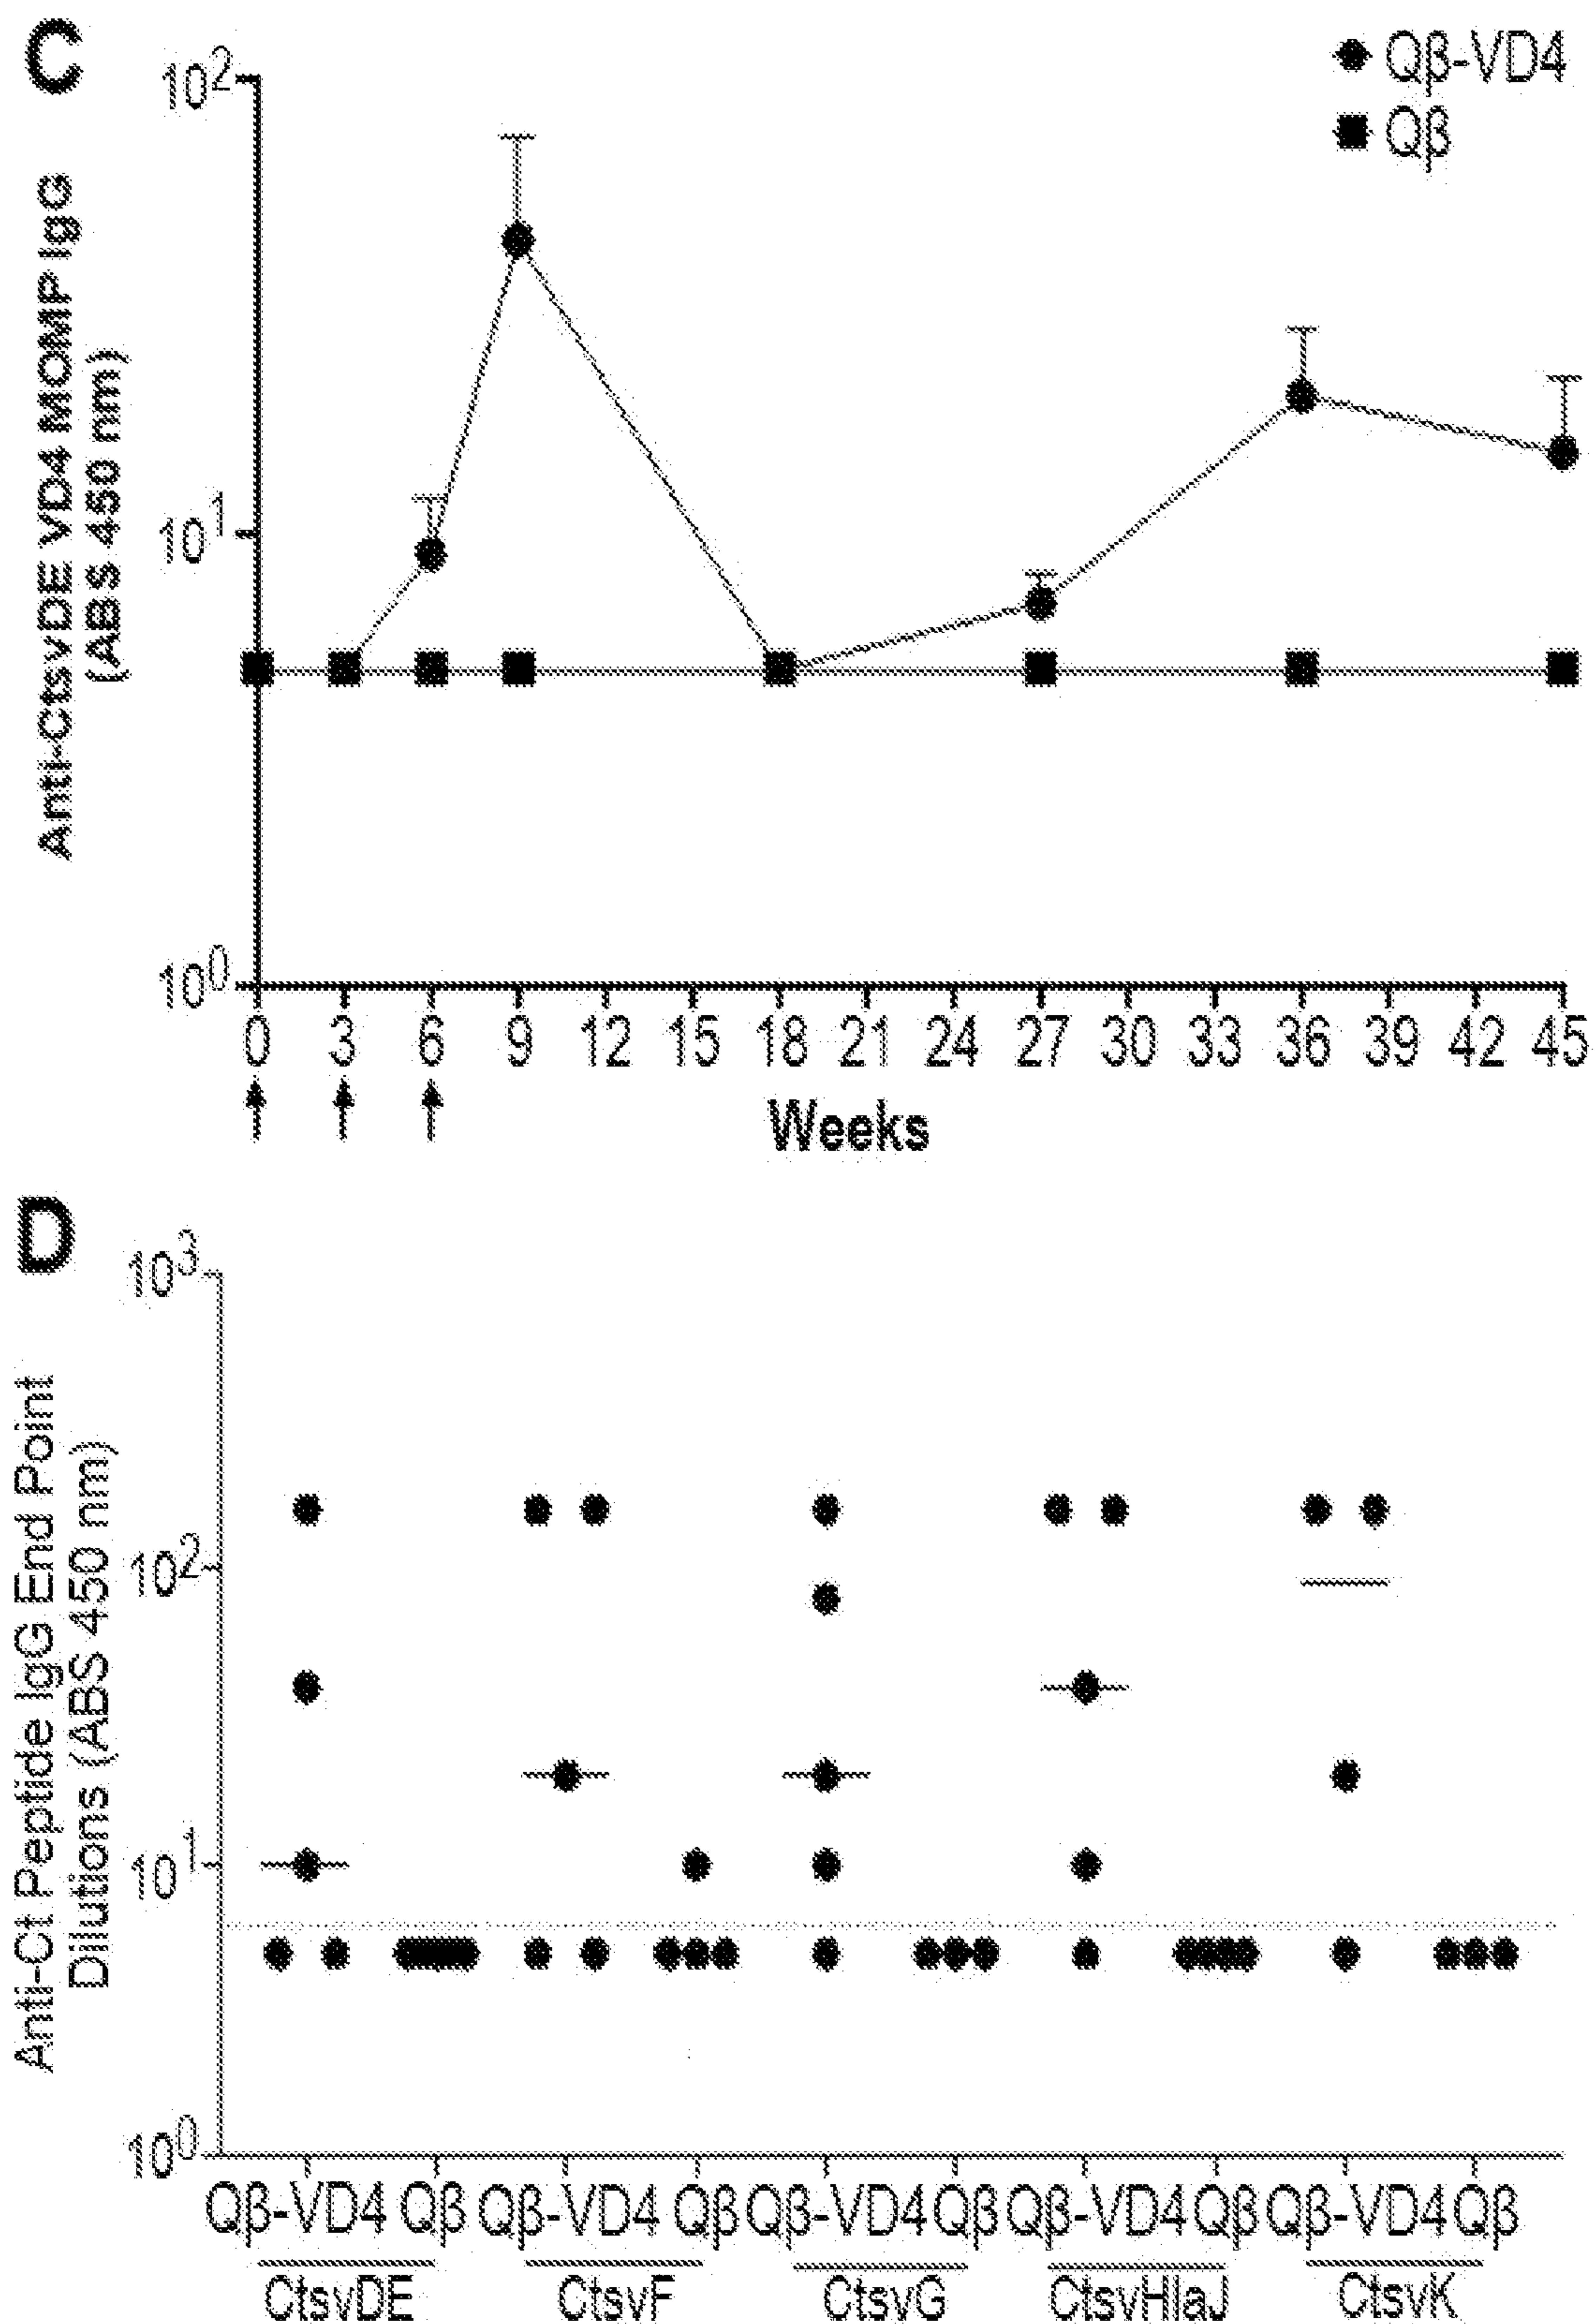 C
Qβ-VD4
Qβ
Anti-CtsvDE VD4 MOMP IgG
(ABS 450 nm)
10²
10¹
10⁰
0 3 6 9 12 15 18 21 24 27 30 33 36 39 42 45
Weeks
D
Anti-Ct Peptide IgG End Point
Dilutions (ABS 450 nm)
10³
10²
10¹
10⁰
Qβ-VD4 Qβ Qβ-VD4 Qβ Qβ-VD4 Qβ Qβ-VD4 Qβ Qβ-VD4 Qβ
CtsvDE CtsvF CtsvG CtsvHIaJ CtsvK